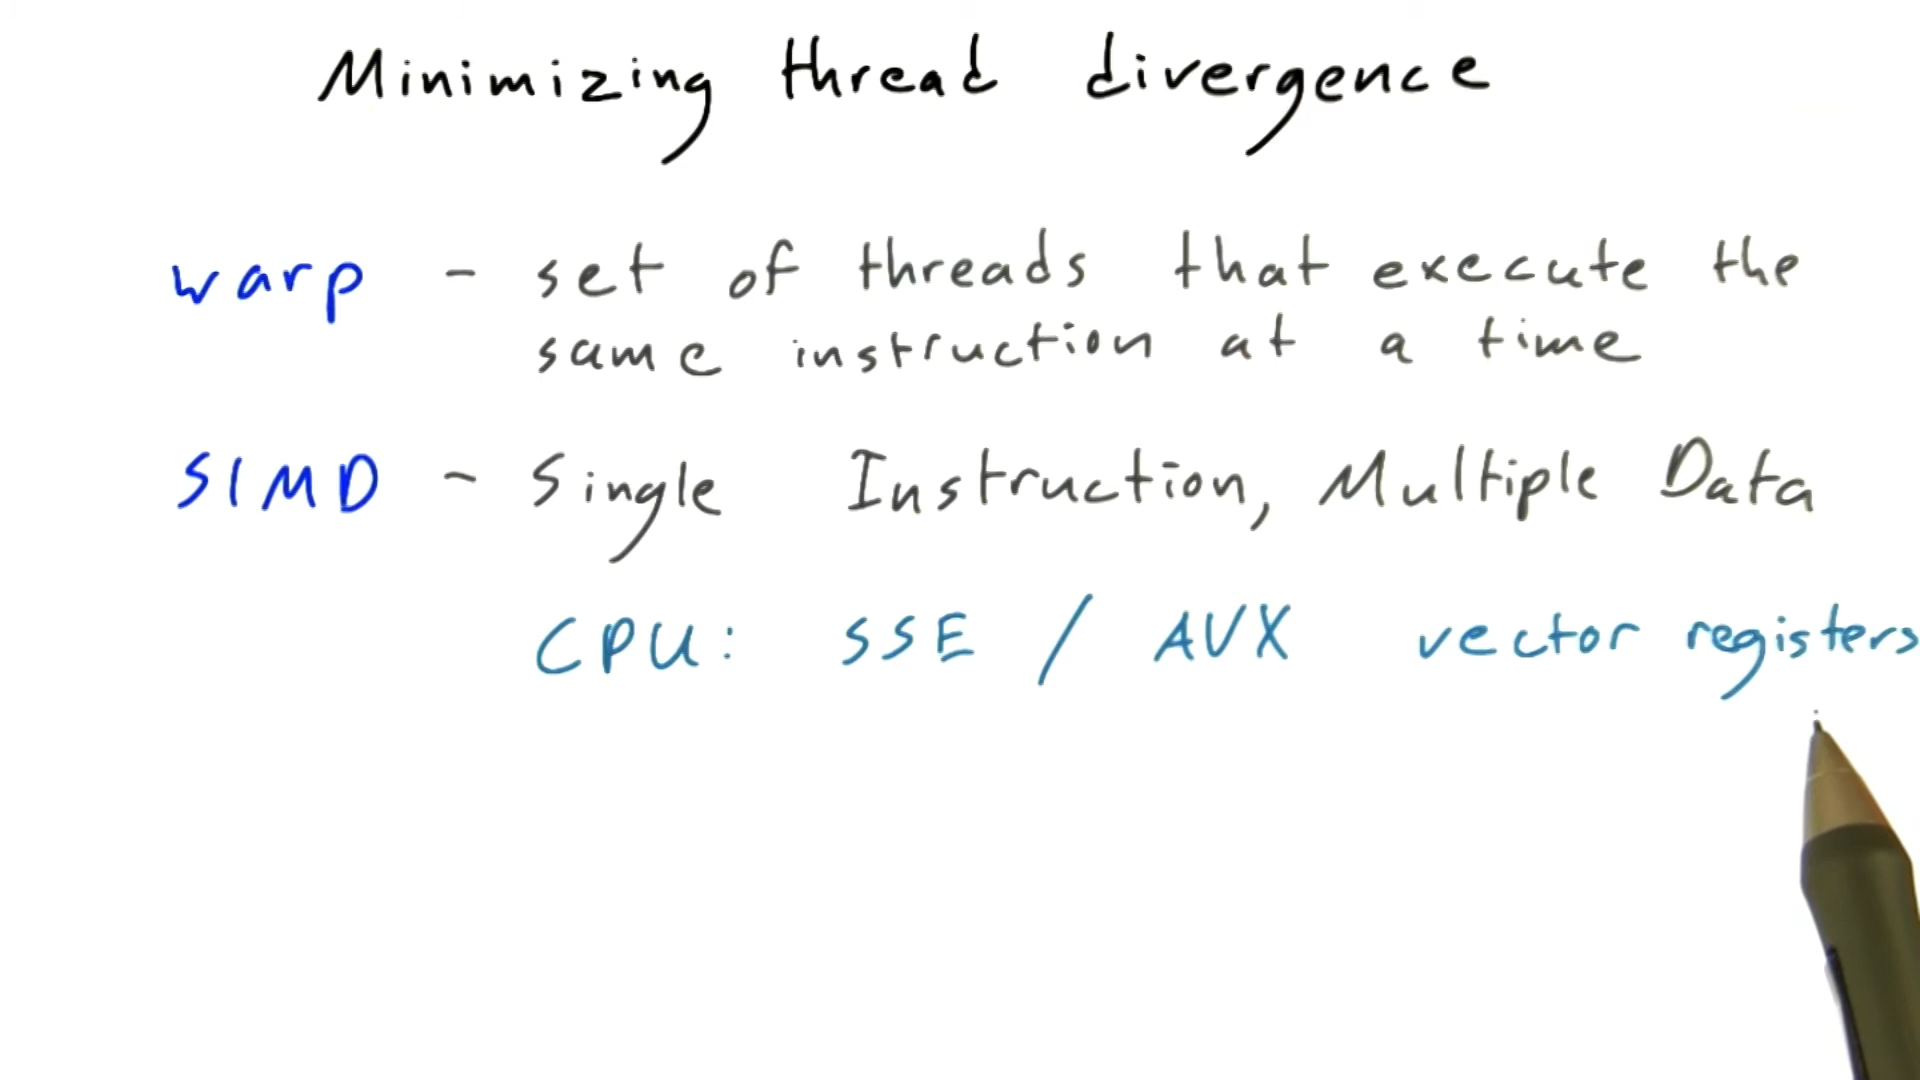 Minimizing thread divergence
warp - set of threads that execute the
same instruction at a time
SIMD - Single Instruction, Multiple Data
CPU: SSE / AVX vector registers